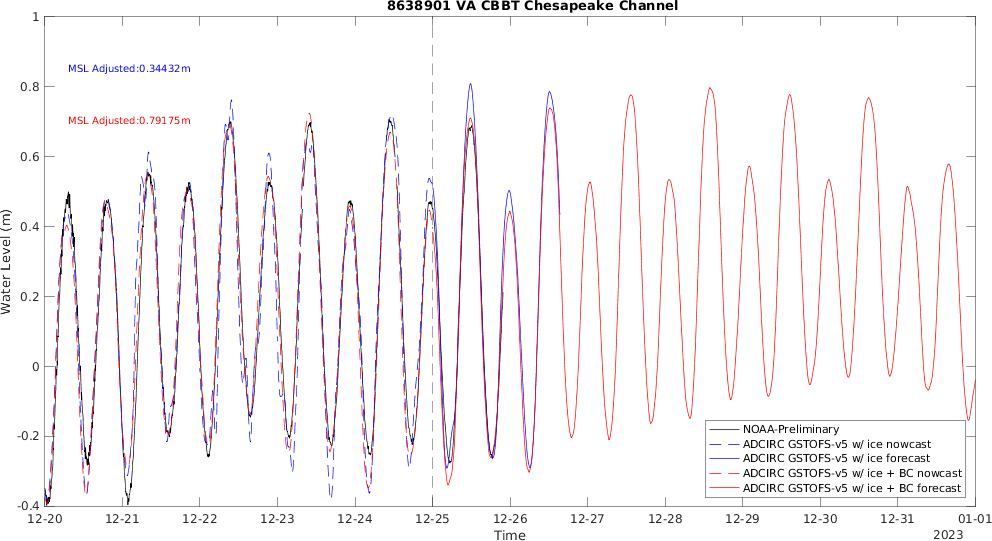 8638901 VA CBBT Chesapeake Channel
1
MSL Adjusted:0.34432m
0.8
MSL Adjusted:0.79175m
0.6
0.4
Water Level (m)
0.2
0
-0.2
NOAA-Preliminary
ADCIRC GSTOFS-v5 w/ ice nowcast
ADCIRC GSTOFS-v5 w/ ice forecast
ADCIRC GSTOFS-v5 w/ ice + BC nowcast
ADCIRC GSTOFS-v5 w/ ice + BC forecast
-0.4
12-20 12-21 12-22 12-23 12-24 12-25 12-26 12-27 12-28 12-29 12-30 12-31 01-01
Time
2023